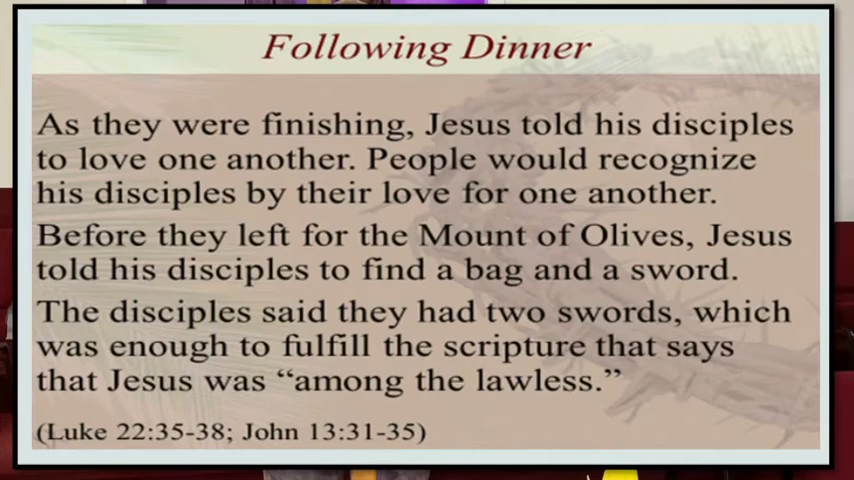 Following Dinner
As they were finishing, Jesus told his disciples
to love one another. People would recognize
his disciples by their love for one another.
Before they left for the Mount of Olives, Jesus
told his disciples to find a bag and a sword.
The disciples said they had two swords, which
was enough to fulfill the scripture that says
that Jesus was “among the lawless.”
(Luke 22:35-38; John 13:31-35)